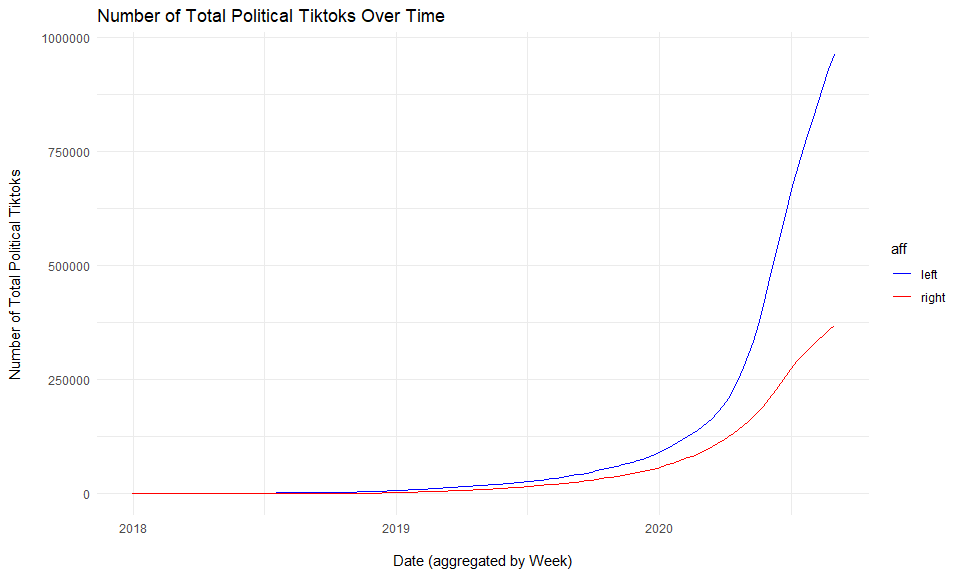 Number of Total Political Tiktoks Over Time
Number of Total Political Tiktoks
1000000
750000
500000
250000
0
2018
2019
2020
Date (aggregated by Week)
aff
left
right